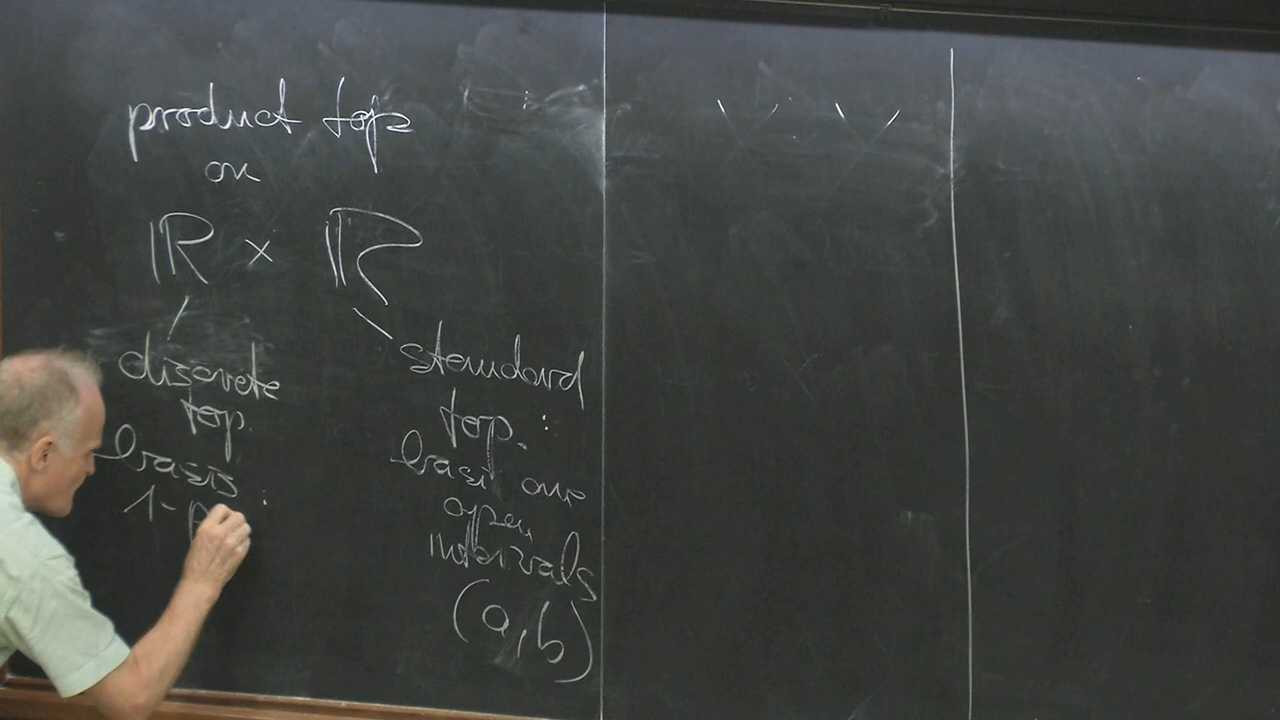 product top
on
ℝ × ℝ
discrete
top.
basis :
1-p
standard
top. :
basis are
open
intervals
(a,b)